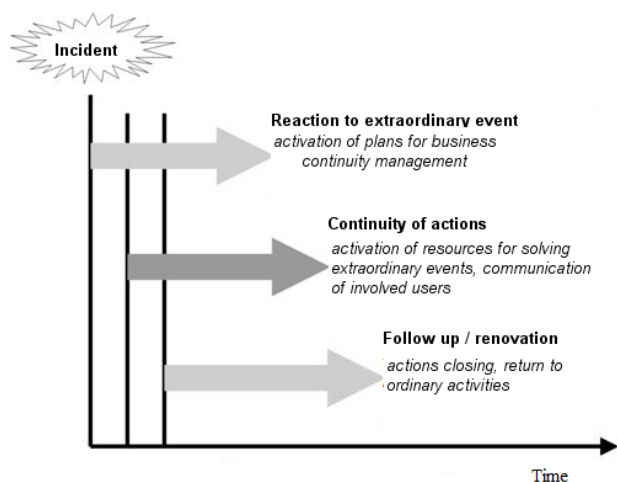 Incident
Reaction to extraordinary event
activation of plans for business
continuity management
Continuity of actions
activation of resources for solving
extraordinary events, communication
of involved users
Follow up / renovation
actions closing, return to
ordinary activities
Time